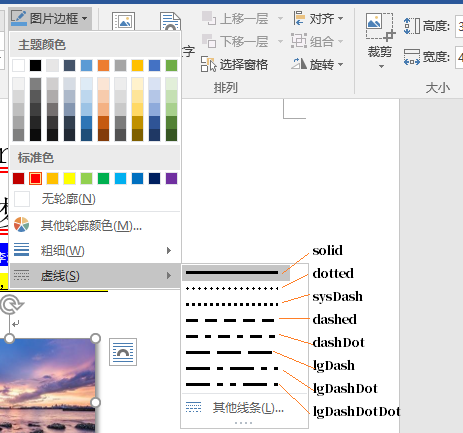 图片边框
上移一层
对齐
高度: 3
下移一层
组合
裁剪
宽度: 4
字
选择窗格
旋转
排列
大小
主题颜色
标准色
无轮廓(N)
其他轮廓颜色(M)...
粗细(W)
虚线(S)
solid
dotted
sysDash
dashed
dashDot
lgDash
lgDashDot
lgDashDotDot
其他线条(L)...